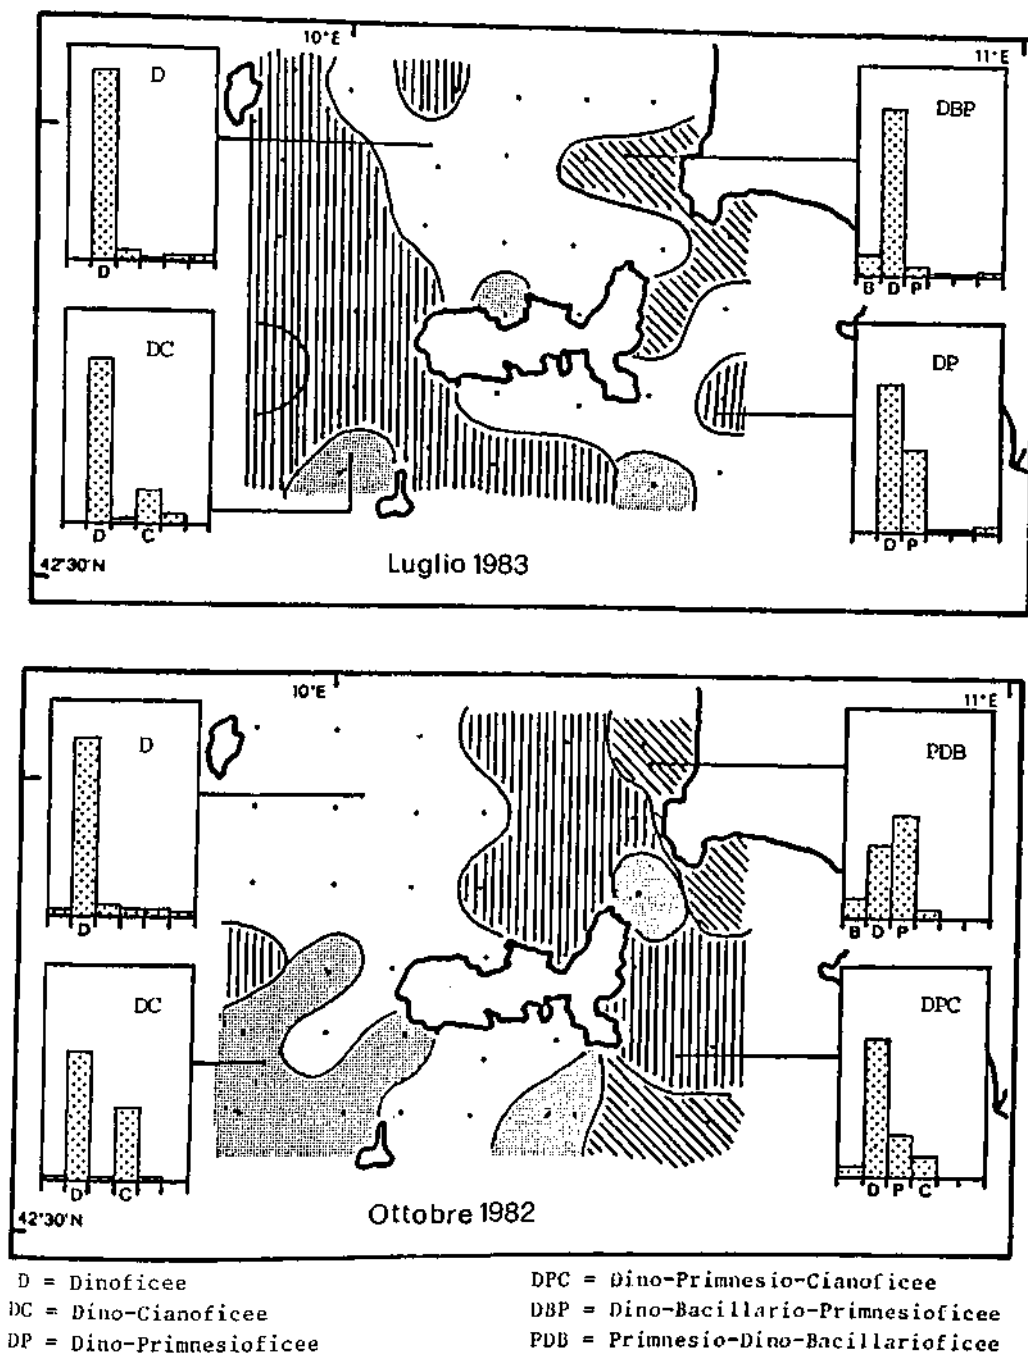 10°E
11°E
D
D
DBP
B D P
DC
D C
DP
D P
42°30'N
Luglio 1983
10°E
11°E
D
D
PDB
B D P
DC
D C
DPC
D P C
42°30'N
Ottobre 1982
D = Dinoficee
DC = Dino-Cianoficee
DP = Dino-Primnesioficee
DPC = Dino-Primnesio-Cianoficee
DBP = Dino-Bacillario-Primnesioficee
PDB = Primnesio-Dino-Bacillarioficee